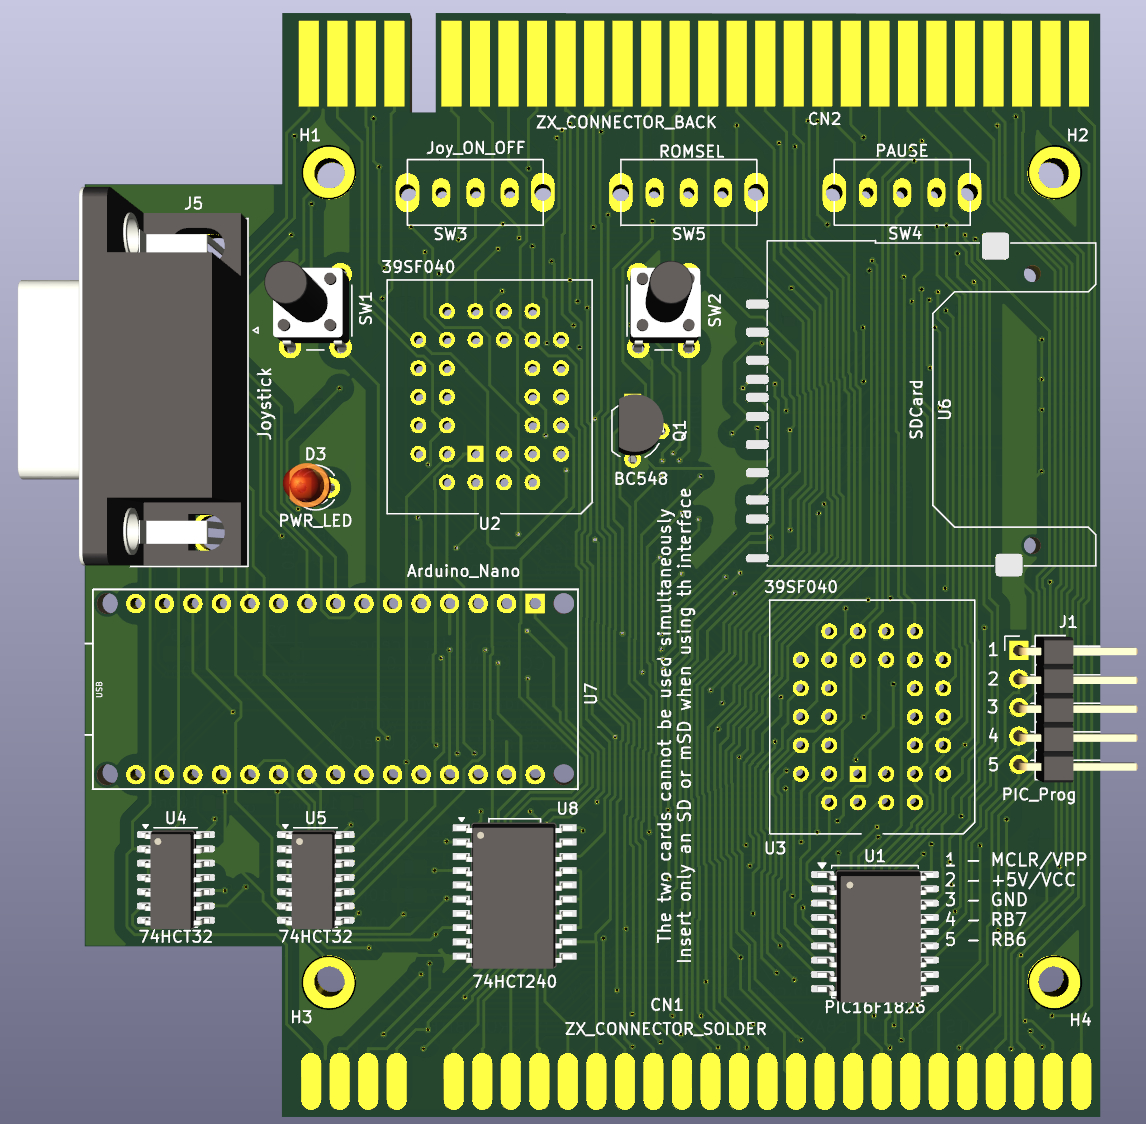 ZX_CONNECTOR_BACK
CN2
H1
H2
Joy_ON_OFF
ROMSEL
PAUSE
SW3
SW5
SW4
J5
39SF040
SW1
SW2
Joystick
SDCard
U6
Q1
BC548
D3
PWR_LED
U2
Arduino_Nano
The two cards cannot be used simultaneously
Insert only an SD or mSD when using th interface
39SF040
J1
1
2
3
4
5
PIC_Prog
USB
U7
U4
U5
U8
U3
U1
74HCT32
74HCT32
74HCT240
1 - MCLR/VPP
2 - +5V/VCC
3 - GND
4 - RB7
5 - RB6
PIC16F1828
H3
H4
CN1
ZX_CONNECTOR_SOLDER